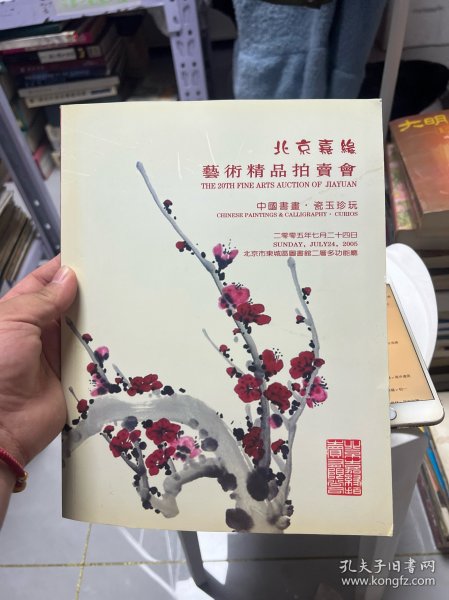 北京嘉缘
藝術精品拍賣會
THE 20TH FINE ARTS AUCTION OF JIAYUAN
中國書畫·瓷玉珍玩
CHINESE PAINTINGS & CALLIGRAPHY · CURIOS
二零零五年七月二十四日
SUNDAY, JULY24, 2005
北京市東城區圖書館二層多功能廳
大明
孔夫子旧书网
www.kongfz.com